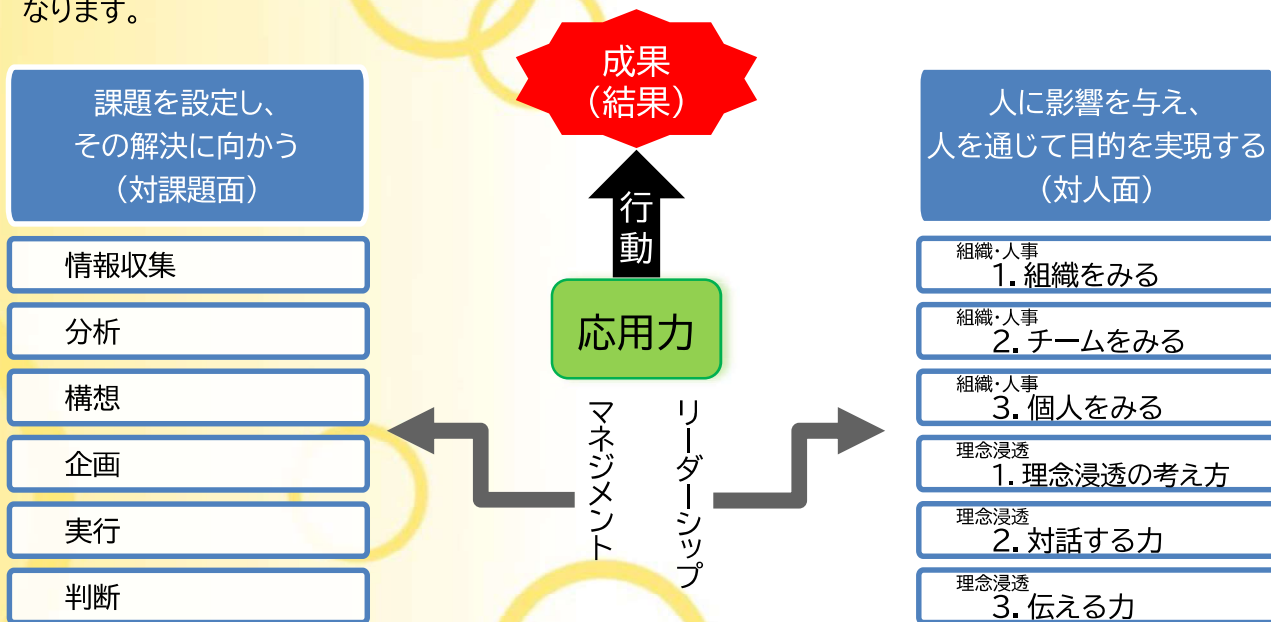 なります。
成果
（結果）
行動
応用力
マネジメント
リーダーシップ
課題を設定し、
その解決に向かう
（対課題面）
情報収集
分析
構想
企画
実行
判断
人に影響を与え、
人を通じて目的を実現する
（対人面）
組織・人事
1. 組織をみる
組織・人事
2. チームをみる
組織・人事
3. 個人をみる
理念浸透
1. 理念浸透の考え方
理念浸透
2. 対話する力
理念浸透
3. 伝える力